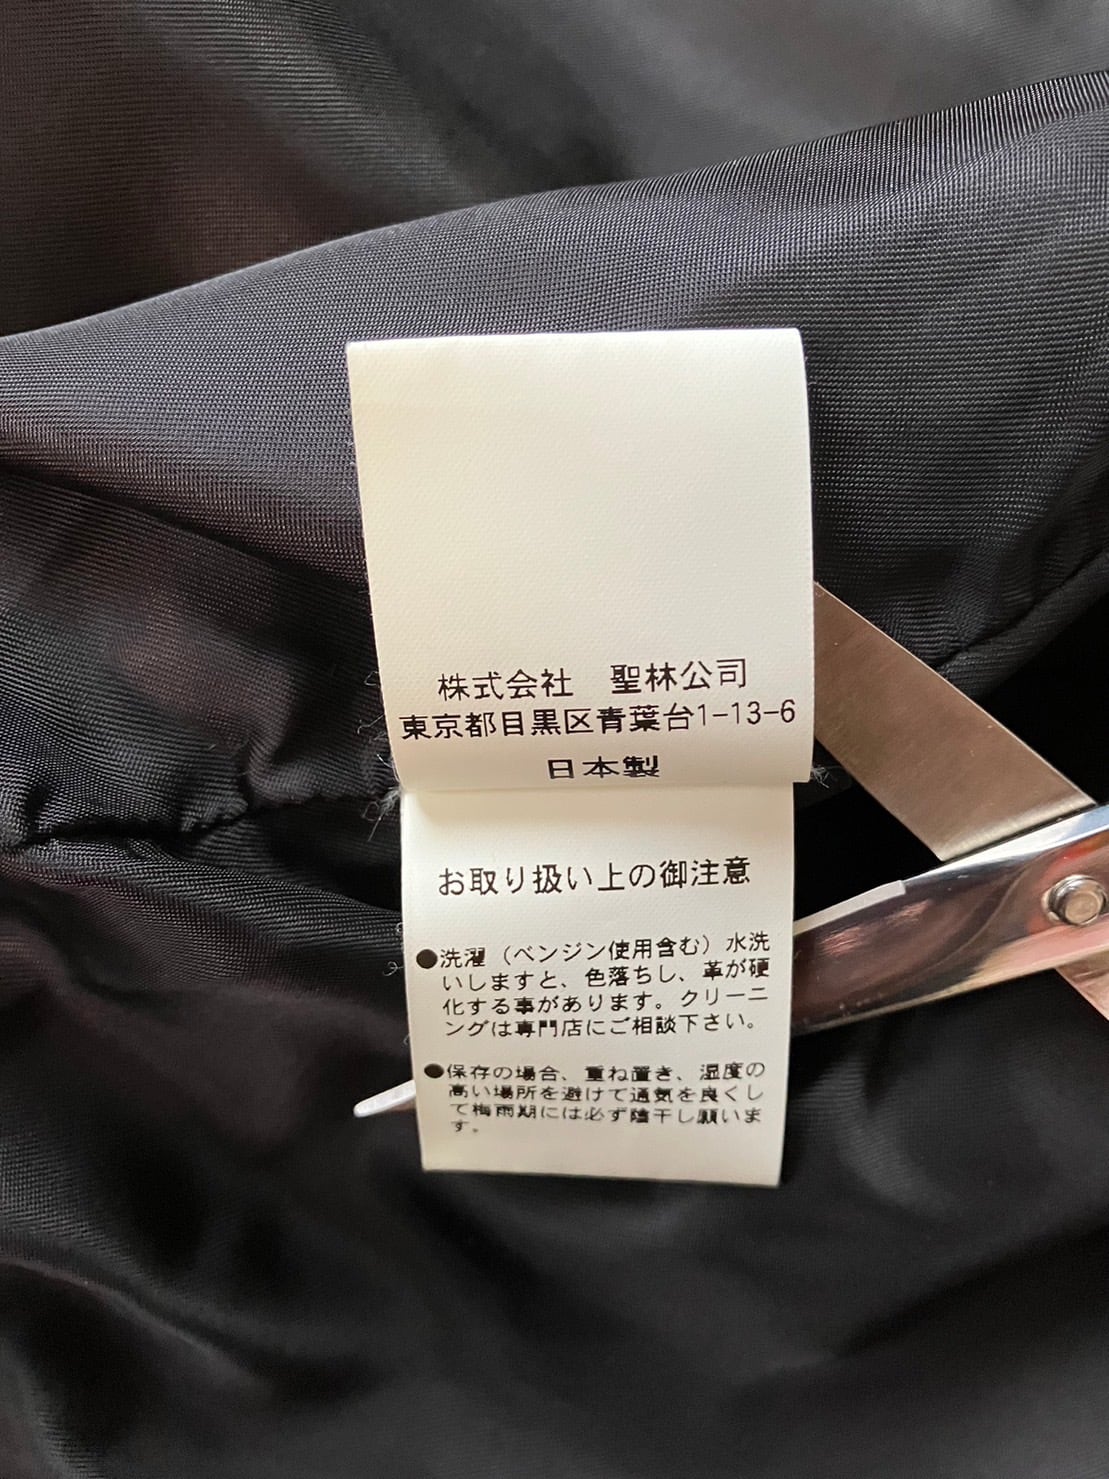 株式会社　聖林公司
東京都目黒区青葉台1-13-6
日本製
お取り扱い上の御注意
●洗濯（ベンジン使用含む）水洗
いしますと、色落ちし、革が硬
化する事があります。クリーニ
ングは専門店にご相談下さい。
●保存の場合、重ね置き、湿度の
高い場所を避けて通気を良くし
て梅雨期には必ず陰干し願いま
す。